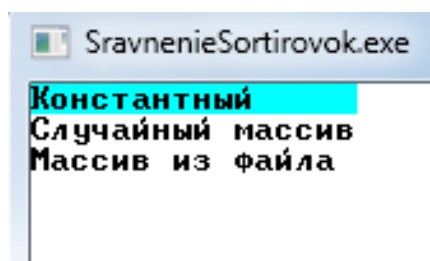 SravnenieSortirovok.exe
Константный
Случайный массив
Массив из файла